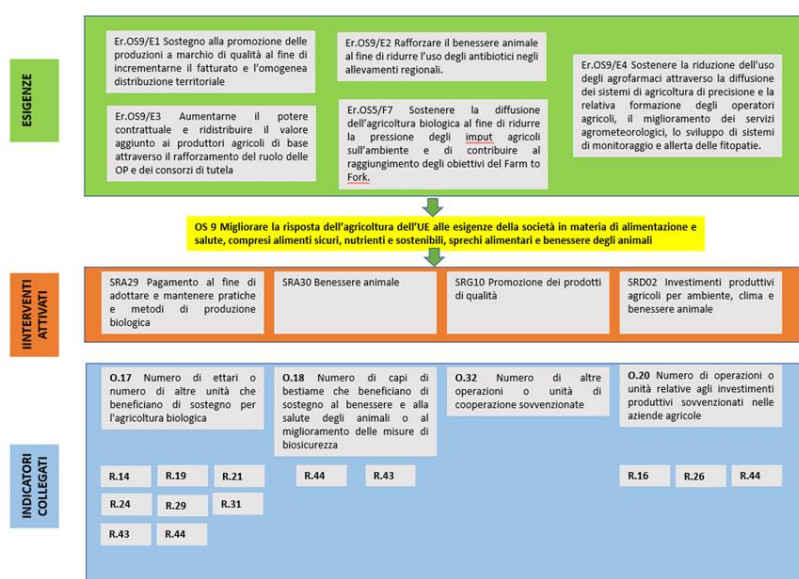 ESIGENZE
Er.OS9/E1 Sostegno alla promozione delle
produzioni a marchio di qualità al fine di
incrementarne il fatturato e l'omogenea
distribuzione territoriale
Er.OS9/E3 Aumentarne il potere
contrattuale e ridistribuire il valore
aggiunto ai produttori agricoli di base
attraverso il rafforzamento del ruolo delle
OP e dei consorzi di tutela
Er.OS9/E2 Rafforzare il benessere animale
al fine di ridurre l'uso degli antibiotici negli
allevamenti regionali.
Er.OS5/F7 Sostenere la diffusione
dell'agricoltura biologica al fine di ridurre
la pressione degli imput agricoli
sull'ambiente e di contribuire al
raggiungimento degli obiettivi del Farm to
Fork.
Er.OS9/E4 Sostenere la riduzione dell'uso
degli agrofarmaci attraverso la diffusione
dei sistemi di agricoltura di precisione e la
relativa formazione degli operatori
agricoli, il miglioramento dei servizi
agrometeorologici, lo sviluppo di sistemi
di monitoraggio e allerta delle fitopatie.
OS 9 Migliorare la risposta dell'agricoltura dell'UE alle esigenze della società in materia di alimentazione e
salute, compresi alimenti sicuri, nutrienti e sostenibili, sprechi alimentari e benessere degli animali
IINTERVENTI
ATTIVATI
SRA29 Pagamento al fine di
adottare e mantenere pratiche
e metodi di produzione
biologica
SRA30 Benessere animale
SRG10 Promozione dei prodotti
di qualità
SRD02 Investimenti produttivi
agricoli per ambiente, clima e
benessere animale
INDICATORI
COLLEGATI
O.17 Numero di ettari o
numero di altre unità che
beneficiano di sostegno per
l'agricoltura biologica
O.18 Numero di capi di
bestiame che beneficiano di
sostegno al benessere e alla
salute degli animali o al
miglioramento delle misure di
biosicurezza
O.32 Numero di altre
operazioni o unità di
cooperazione sovvenzionate
O.20 Numero di operazioni o
unità relative agli investimenti
produttivi sovvenzionati nelle
aziende agricole
R.14 R.19 R.21
R.24 R.29 R.31
R.43 R.44
R.44 R.43
R.16 R.26 R.44